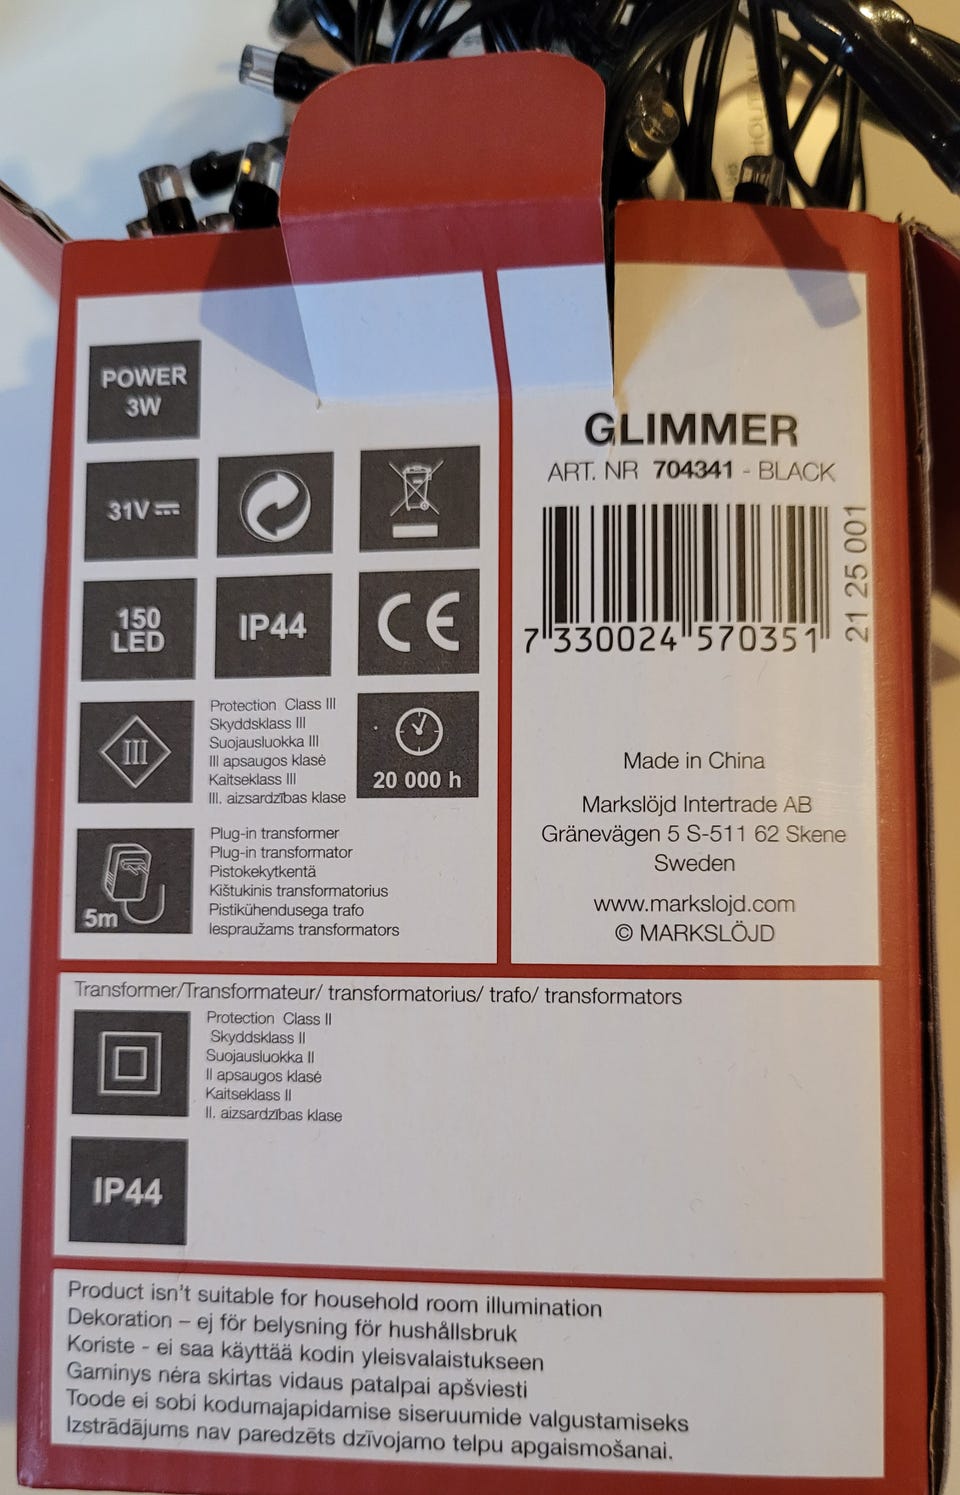 POWER
3W
31V
150
LED
IP44
CE
III
Protection Class III
Skyddsklass III
Suojausluokka III
III apsaugos klasė
Kaitseklass III
III. aizsardzības klase
20 000 h
5m
Plug-in transformer
Plug-in transformator
Pistokekytkentä
Kištukinis transformatorius
Pistikühendusega trafo
Iespraužams transformators
GLIMMER
ART. NR 704341 - BLACK
7 330024 570351
21 25 001
Made in China
Markslöjd Intertrade AB
Gränevägen 5 S-511 62 Skene
Sweden
www.markslojd.com
© MARKSLÖJD
Transformer/Transformateur/ transformatorius/ trafo/ transformators
Protection Class II
Skyddsklass II
Suojausluokka II
II apsaugos klasė
Kaitseklass II
II. aizsardzības klase
IP44
Product isn't suitable for household room illumination
Dekoration – ej för belysning för hushållsbruk
Koriste - ei saa käyttää kodin yleisvalaistukseen
Gaminys nėra skirtas vidaus patalpai apšviesti
Toode ei sobi kodumajapidamise siseruumide valgustamiseks
Izstrādājums nav paredzēts dzīvojamo telpu apgaismošanai.